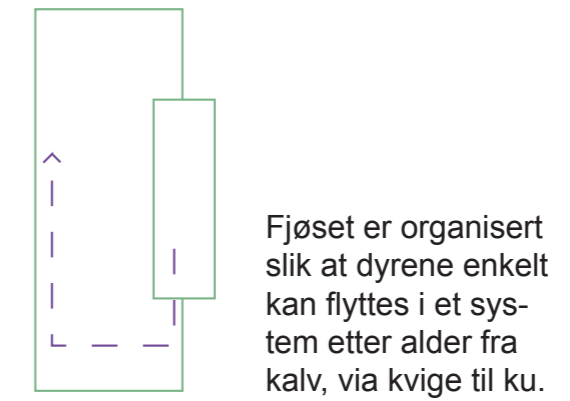 Fjøset er organisert
slik at dyrene enkelt
kan flyttes i et sys-
tem etter alder fra
kalv, via kvige til ku.